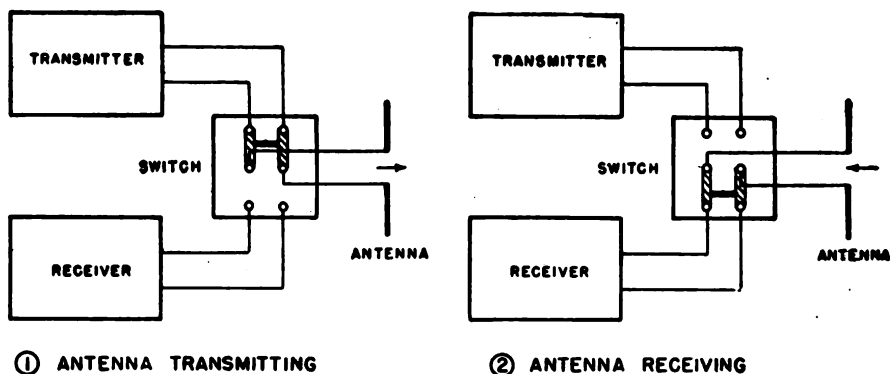 TRANSMITTER
SWITCH
RECEIVER
ANTENNA
① ANTENNA TRANSMITTING
TRANSMITTER
SWITCH
RECEIVER
ANTENNA
② ANTENNA RECEIVING